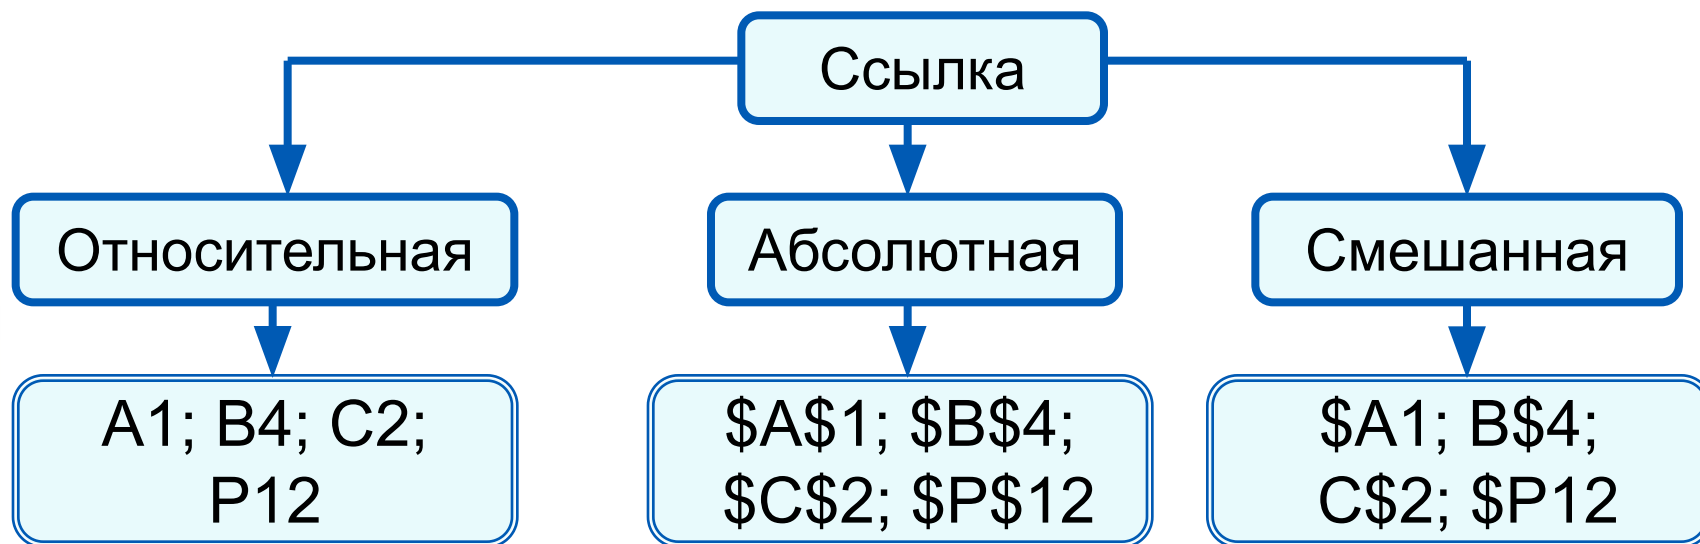 Ссылка
Относительная
Абсолютная
Смешанная
A1; B4; C2;
P12
$A$1; $B$4;
$C$2; $P$12
$A1; B$4;
C$2; $P12